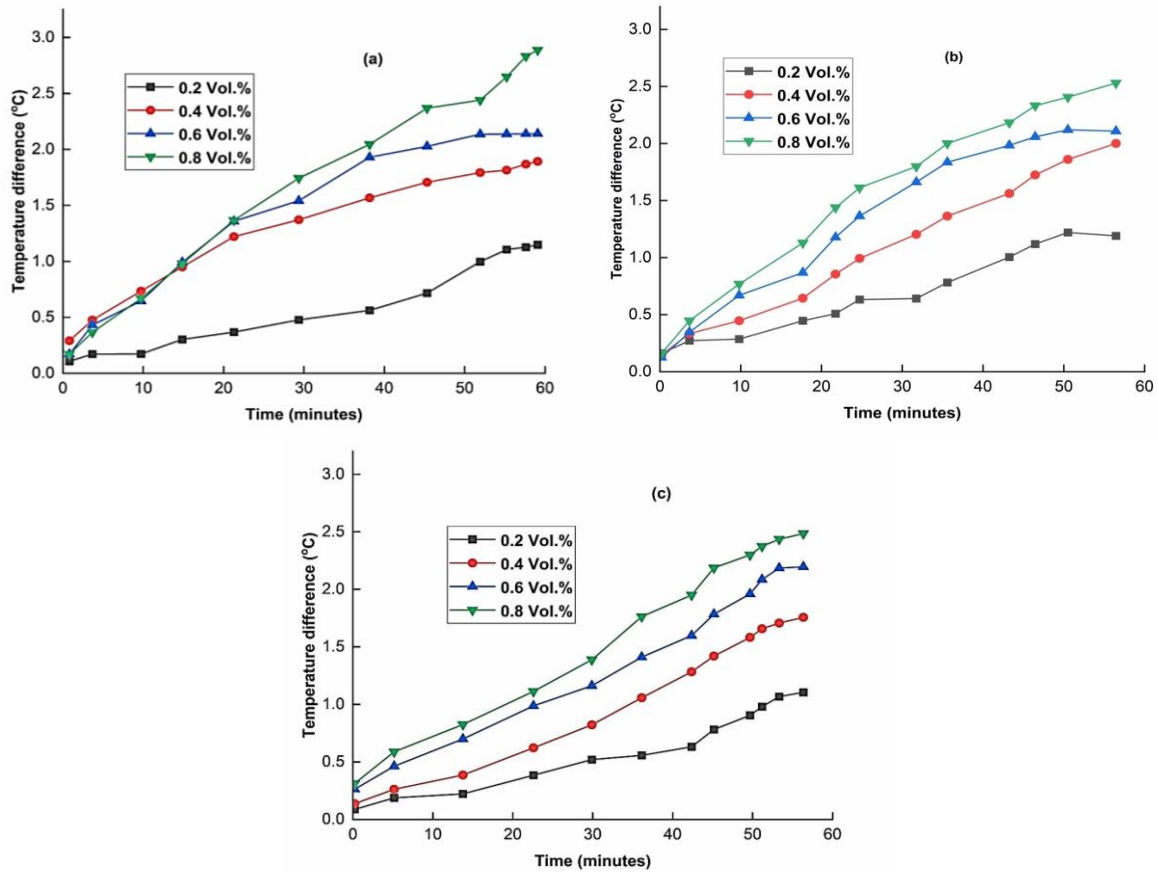 (a)
0.2 Vol.%
0.4 Vol.%
0.6 Vol.%
0.8 Vol.%
Temperature difference (°C)
3.0
2.5
2.0
1.5
1.0
0.5
0.0
0 10 20 30 40 50 60
Time (minutes)
(b)
0.2 Vol.%
0.4 Vol.%
0.6 Vol.%
0.8 Vol.%
Temperature difference (°C)
3.0
2.5
2.0
1.5
1.0
0.5
0.0
0 10 20 30 40 50 60
Time (minutes)
(c)
0.2 Vol.%
0.4 Vol.%
0.6 Vol.%
0.8 Vol.%
Temperature difference (°C)
3.0
2.5
2.0
1.5
1.0
0.5
0.0
0 10 20 30 40 50 60
Time (minutes)